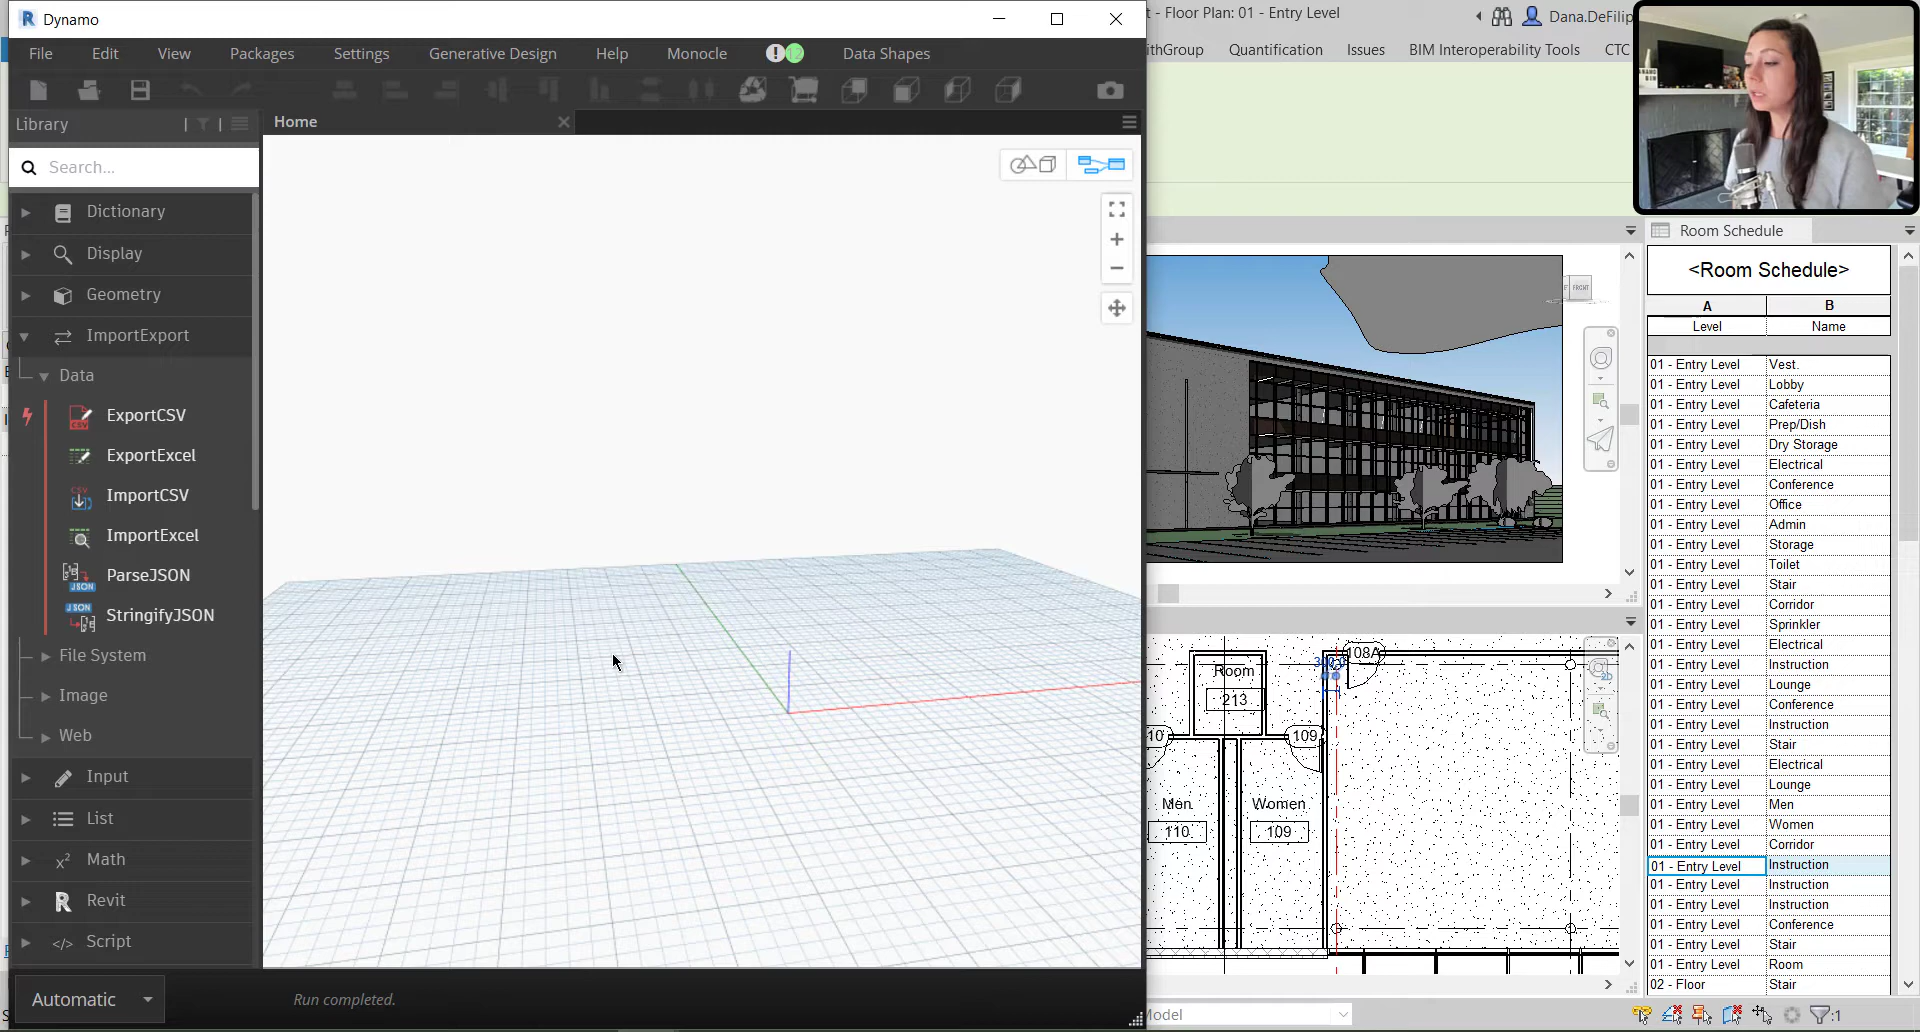 Dynamo
File Edit View Packages Settings Generative Design Help Monocle Data Shapes
Library
Search...
Dictionary
Display
Geometry
ImportExport
Data
ExportCSV
ExportExcel
ImportCSV
ImportExcel
ParseJSON
StringifyJSON
File System
Image
Web
Input
List
Math
Revit
Script
Home
Automatic
Run completed.
- Floor Plan: 01 - Entry Level
Dana.DeFilip
ithGroup Quantification Issues BIM Interoperability Tools CTC
FRONT
Room
213
108A
10
109
Men
110
Women
109
2D
Model
:1
Room Schedule
<Room Schedule>
A B
Level Name
01 - Entry Level Vest.
01 - Entry Level Lobby
01 - Entry Level Cafeteria
01 - Entry Level Prep/Dish
01 - Entry Level Dry Storage
01 - Entry Level Electrical
01 - Entry Level Conference
01 - Entry Level Office
01 - Entry Level Admin
01 - Entry Level Storage
01 - Entry Level Toilet
01 - Entry Level Stair
01 - Entry Level Corridor
01 - Entry Level Sprinkler
01 - Entry Level Electrical
01 - Entry Level Instruction
01 - Entry Level Lounge
01 - Entry Level Conference
01 - Entry Level Instruction
01 - Entry Level Stair
01 - Entry Level Electrical
01 - Entry Level Lounge
01 - Entry Level Men
01 - Entry Level Women
01 - Entry Level Corridor
01 - Entry Level Instruction
01 - Entry Level Instruction
01 - Entry Level Instruction
01 - Entry Level Conference
01 - Entry Level Stair
01 - Entry Level Room
02 - Floor Stair